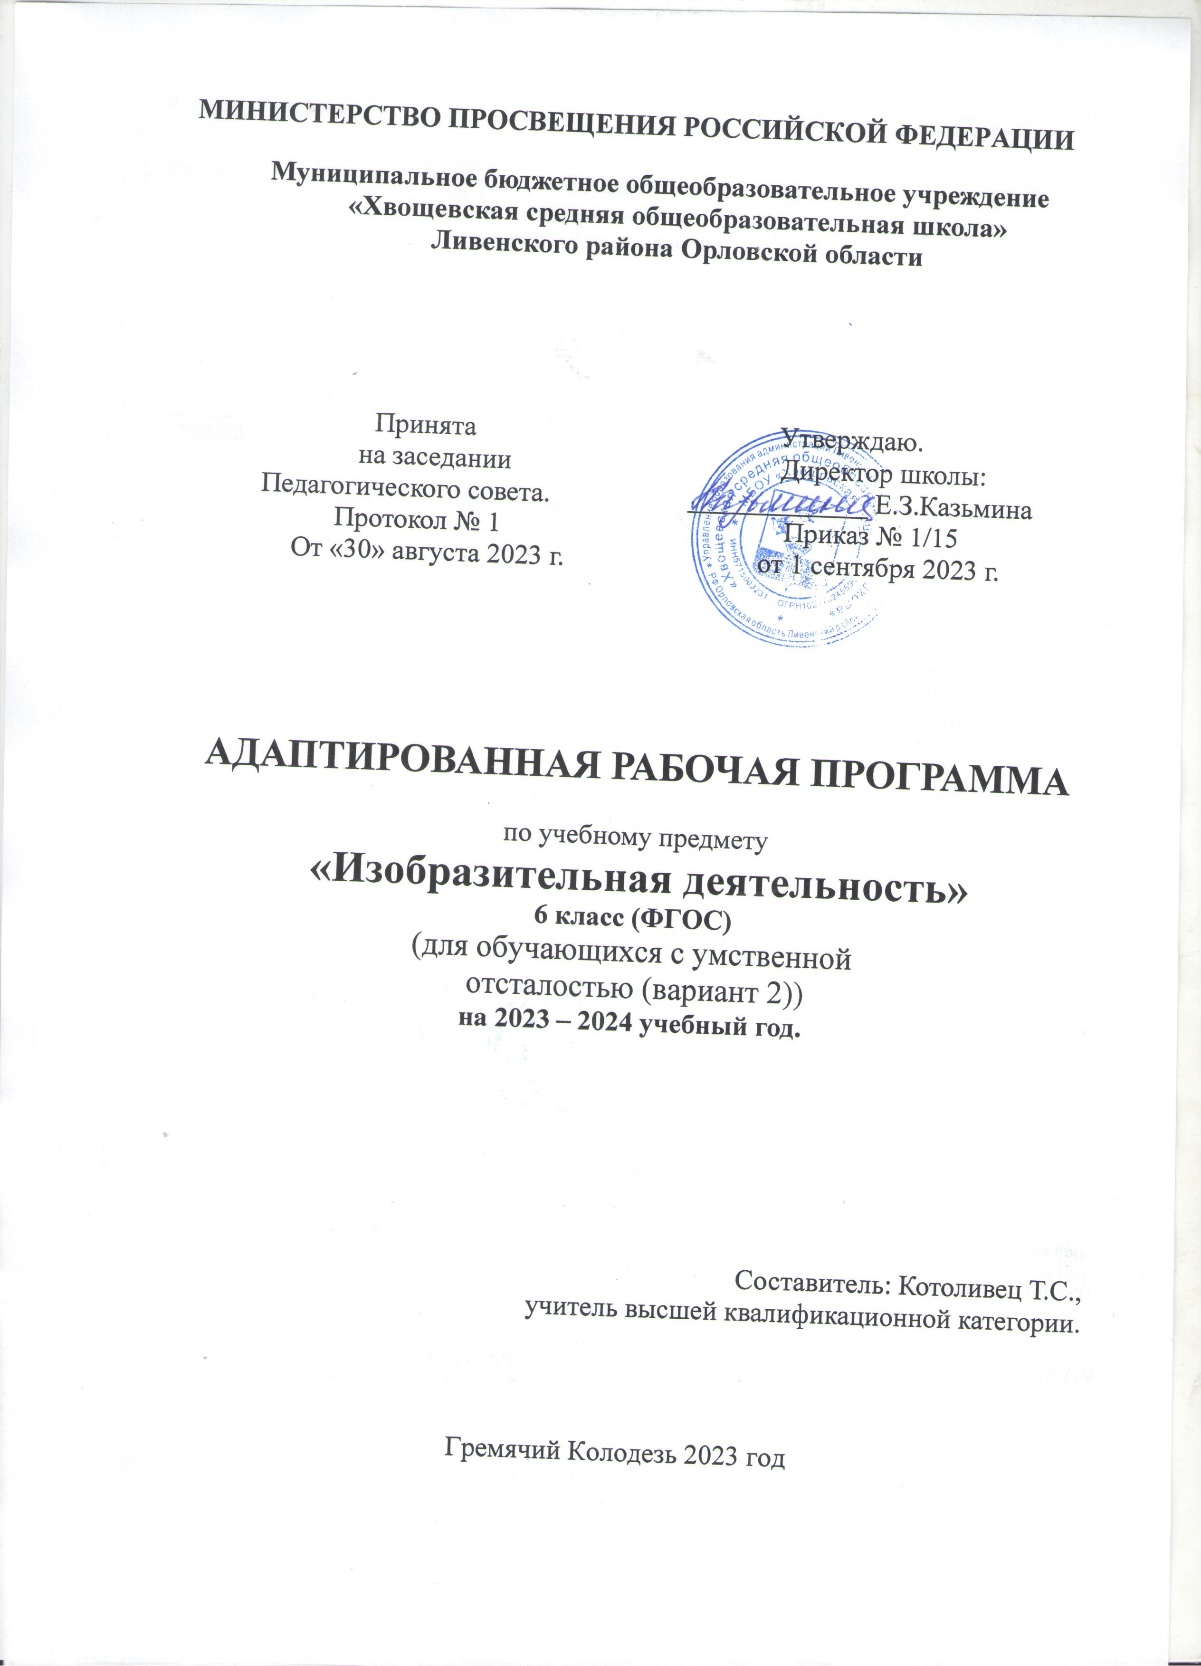 МИНИСТЕРСТВО ПРОСВЕЩЕНИЯ РОССИЙСКОЙ ФЕДЕРАЦИИ
Муниципальное бюджетное общеобразовательное учреждение
«Хвощевская средняя общеобразовательная школа»
Ливенского района Орловской области
Принята
на заседании
Педагогического совета.
Протокол № 1
От «30» августа 2023 г.
Утверждаю.
Директор школы:
Е.З.Казьмина
Приказ № 1/15
от 1 сентября 2023 г.
АДАПТИРОВАННАЯ РАБОЧАЯ ПРОГРАММА
по учебному предмету
«Изобразительная деятельность»
6 класс (ФГОС)
(для обучающихся с умственной
отсталостью (вариант 2))
на 2023 – 2024 учебный год.
Составитель: Котоливец Т.С.,
учитель высшей квалификационной категории.
Гремячий Колодезь 2023 год